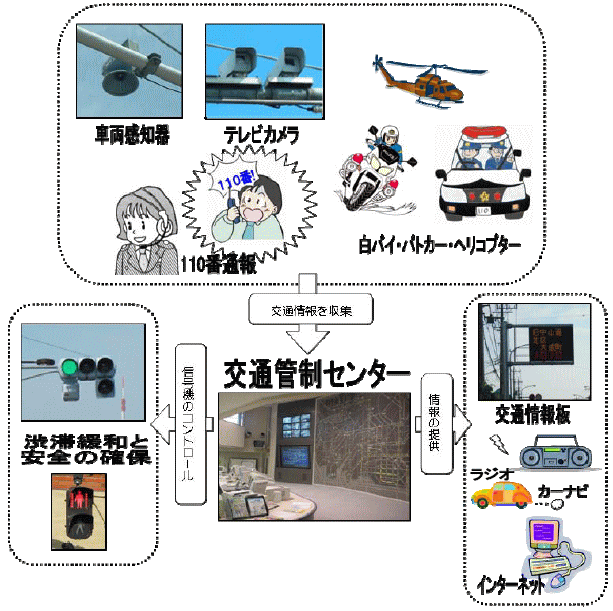 車両感知器
テレビカメラ
110番!
110番通報
白バイ・パトカー・ヘリコプター
交通情報を収集
交通管制センター
信号機のコントロール
情報の提供
渋滞緩和と
安全の確保
交通情報板
ラジオ
カーナビ
インターネット